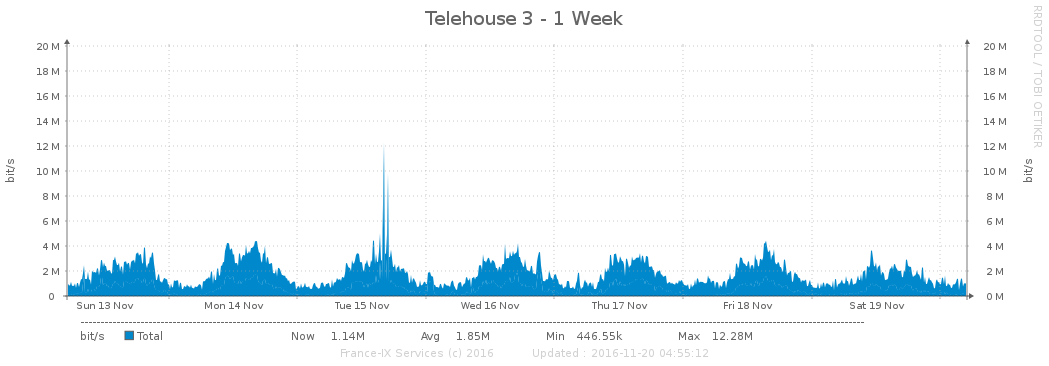 Telehouse 3 - 1 Week
RRDTOOL / TOBI OETIKER
20 M 20 M
18 M 18 M
16 M 16 M
14 M 14 M
12 M 12 M
10 M 10 M
8 M 8 M
6 M 6 M
4 M 4 M
2 M 2 M
0 0 M
bit/s bit/s
Sun 13 Nov Mon 14 Nov Tue 15 Nov Wed 16 Nov Thu 17 Nov Fri 18 Nov Sat 19 Nov
bit/s Total Now 1.14M Avg 1.85M Min 446.55k Max 12.28M
France-IX Services (c) 2016 Updated : 2016-11-20 04:55:12